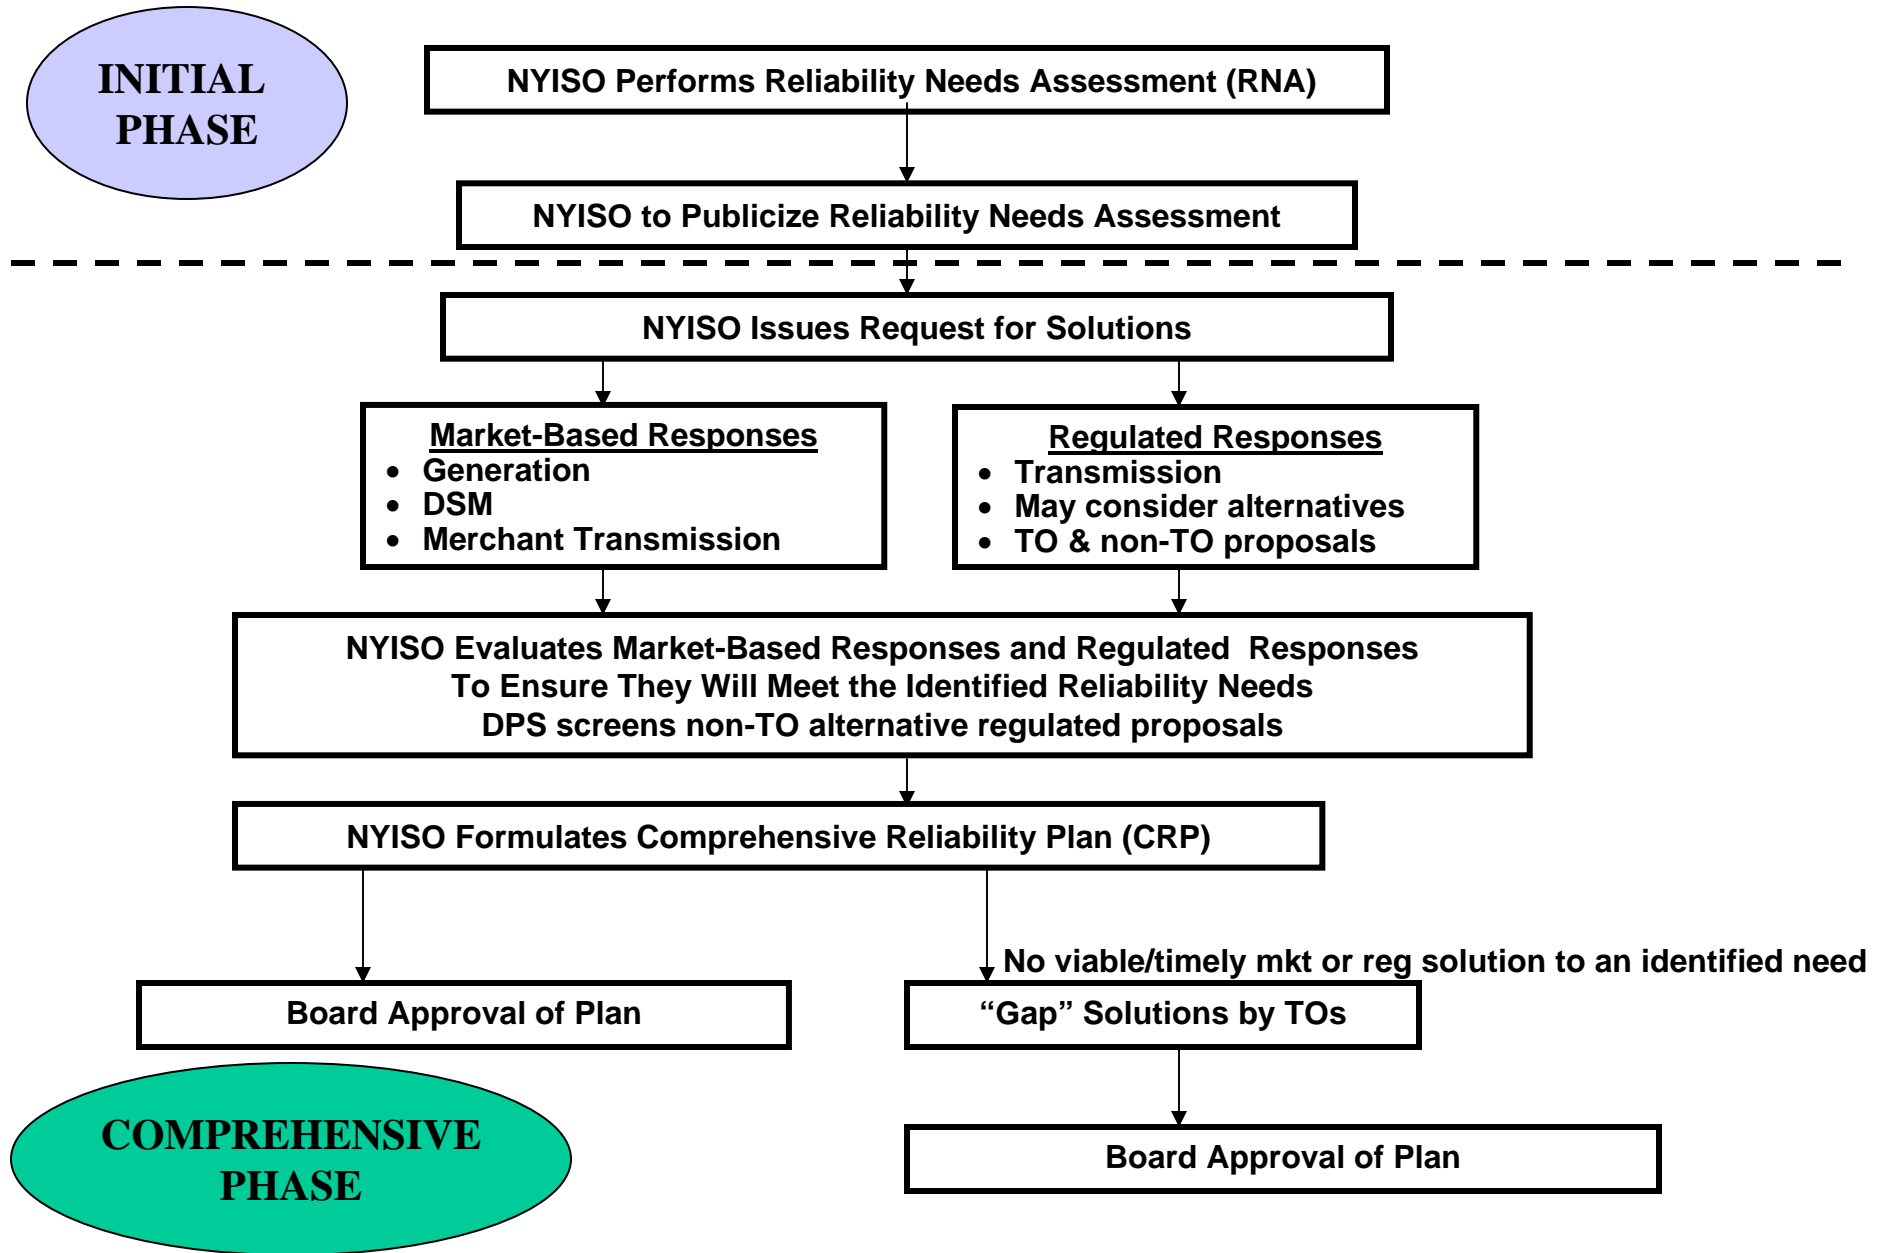 INITIAL
PHASE
NYISO Performs Reliability Needs Assessment (RNA)
NYISO to Publicize Reliability Needs Assessment
NYISO Issues Request for Solutions
Market-Based Responses
• Generation
• DSM
• Merchant Transmission
Regulated Responses
• Transmission
• May consider alternatives
• TO & non-TO proposals
NYISO Evaluates Market-Based Responses and Regulated  Responses
To Ensure They Will Meet the Identified Reliability Needs
DPS screens non-TO alternative regulated proposals
NYISO Formulates Comprehensive Reliability Plan (CRP)
No viable/timely mkt or reg solution to an identified need
Board Approval of Plan
“Gap” Solutions by TOs
COMPREHENSIVE
PHASE
Board Approval of Plan